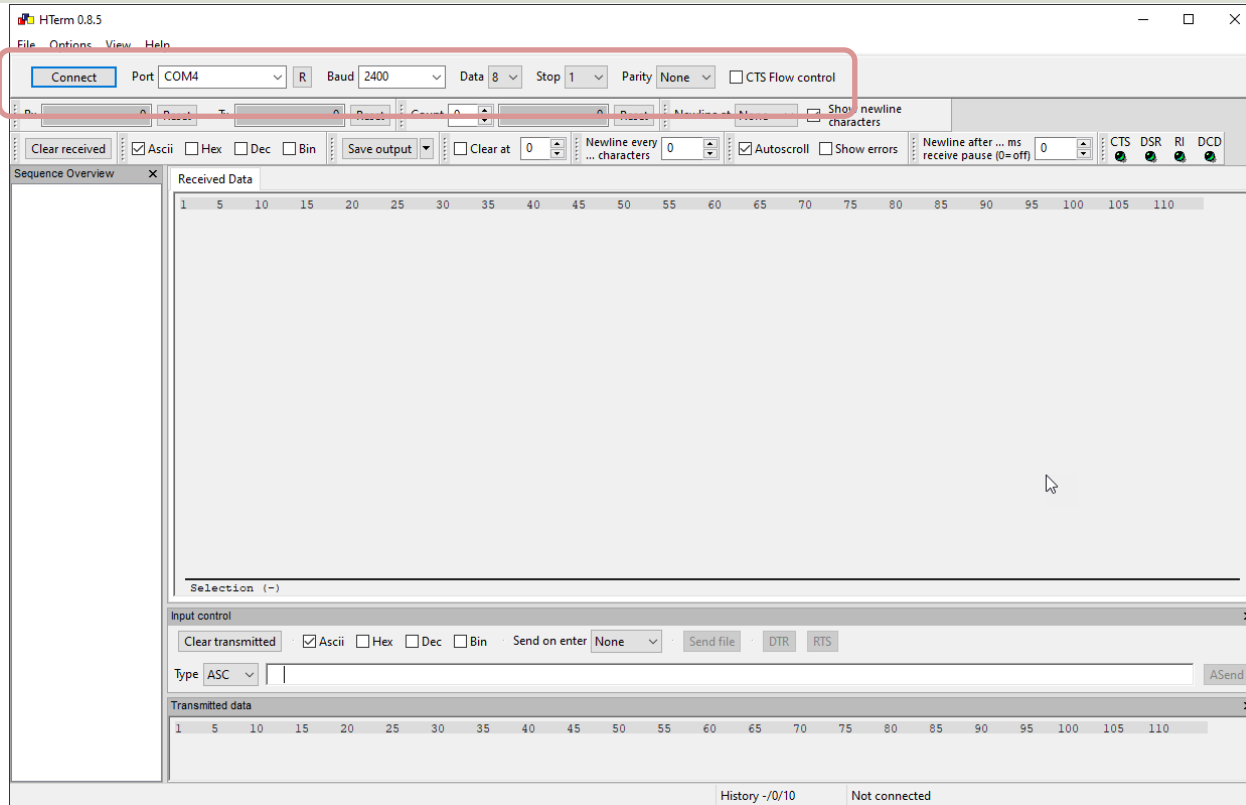 HTerm 0.8.5
File Options View Help
Connect Port COM4 R Baud 2400 Data 8 Stop 1 Parity None CTS Flow control
Rx 0 Reset Tx 0 Reset Count 0 0 Reset Newline at None Show newline characters
Clear received Ascii Hex Dec Bin Save output Clear at 0 Newline every ... characters 0 Autoscroll Show errors Newline after ... ms receive pause (0=off) 0 CTS DSR RI DCD
Sequence Overview x Received Data
1 5 10 15 20 25 30 35 40 45 50 55 60 65 70 75 80 85 90 95 100 105 110
Selection (-)
Input control
Clear transmitted Ascii Hex Dec Bin Send on enter None Send file DTR RTS
Type ASC ASend
Transmitted data
1 5 10 15 20 25 30 35 40 45 50 55 60 65 70 75 80 85 90 95 100 105 110
History -/0/10 Not connected